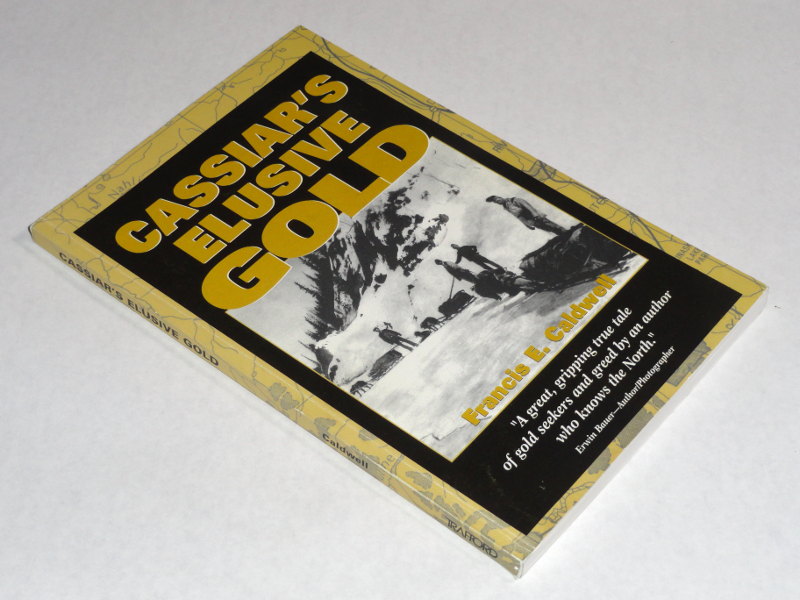 CASSIAR'S
ELUSIVE
GOLD
Francis E. Caldwell
"A great, gripping true tale
of gold seekers and greed by an author
who knows the North."
Erwin Bauer—Author/Photographer
CASSIAR'S ELUSIVE GOLD
Caldwell
TRAFFORD